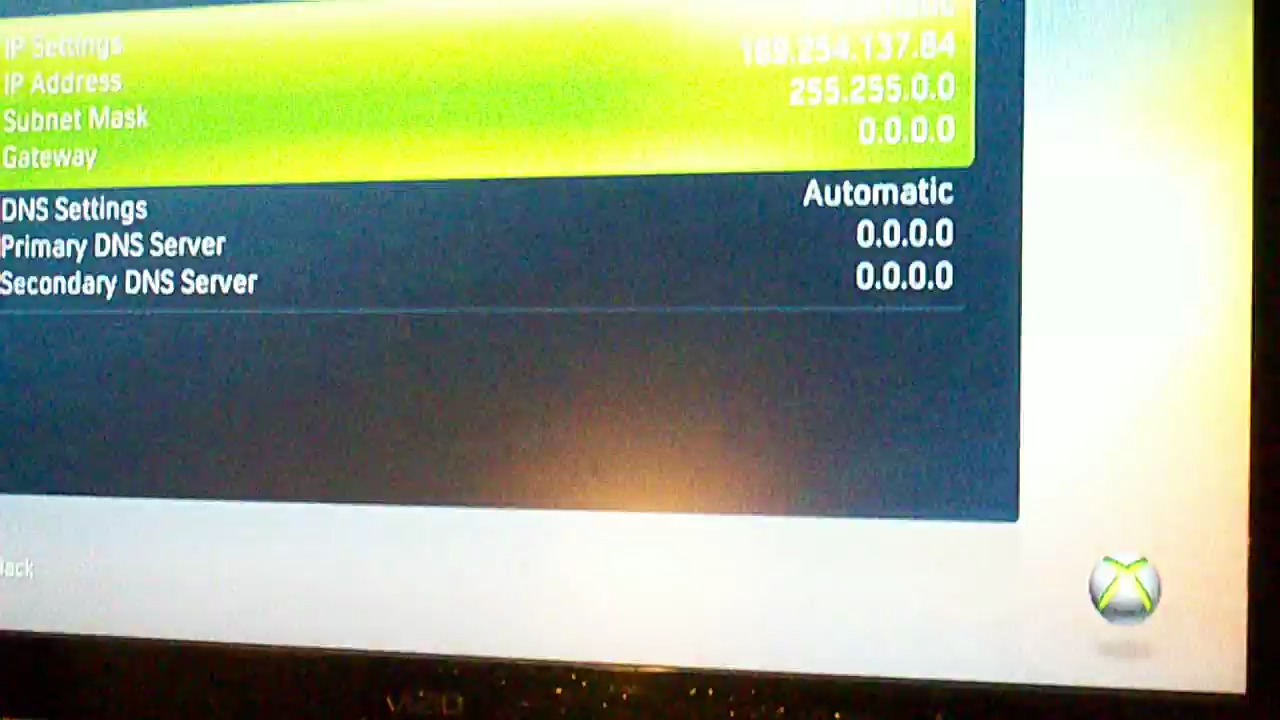 IP Settings
IP Address 169.254.137.84
Subnet Mask 255.255.0.0
Gateway 0.0.0.0
DNS Settings Automatic
Primary DNS Server 0.0.0.0
Secondary DNS Server 0.0.0.0
VIZIO